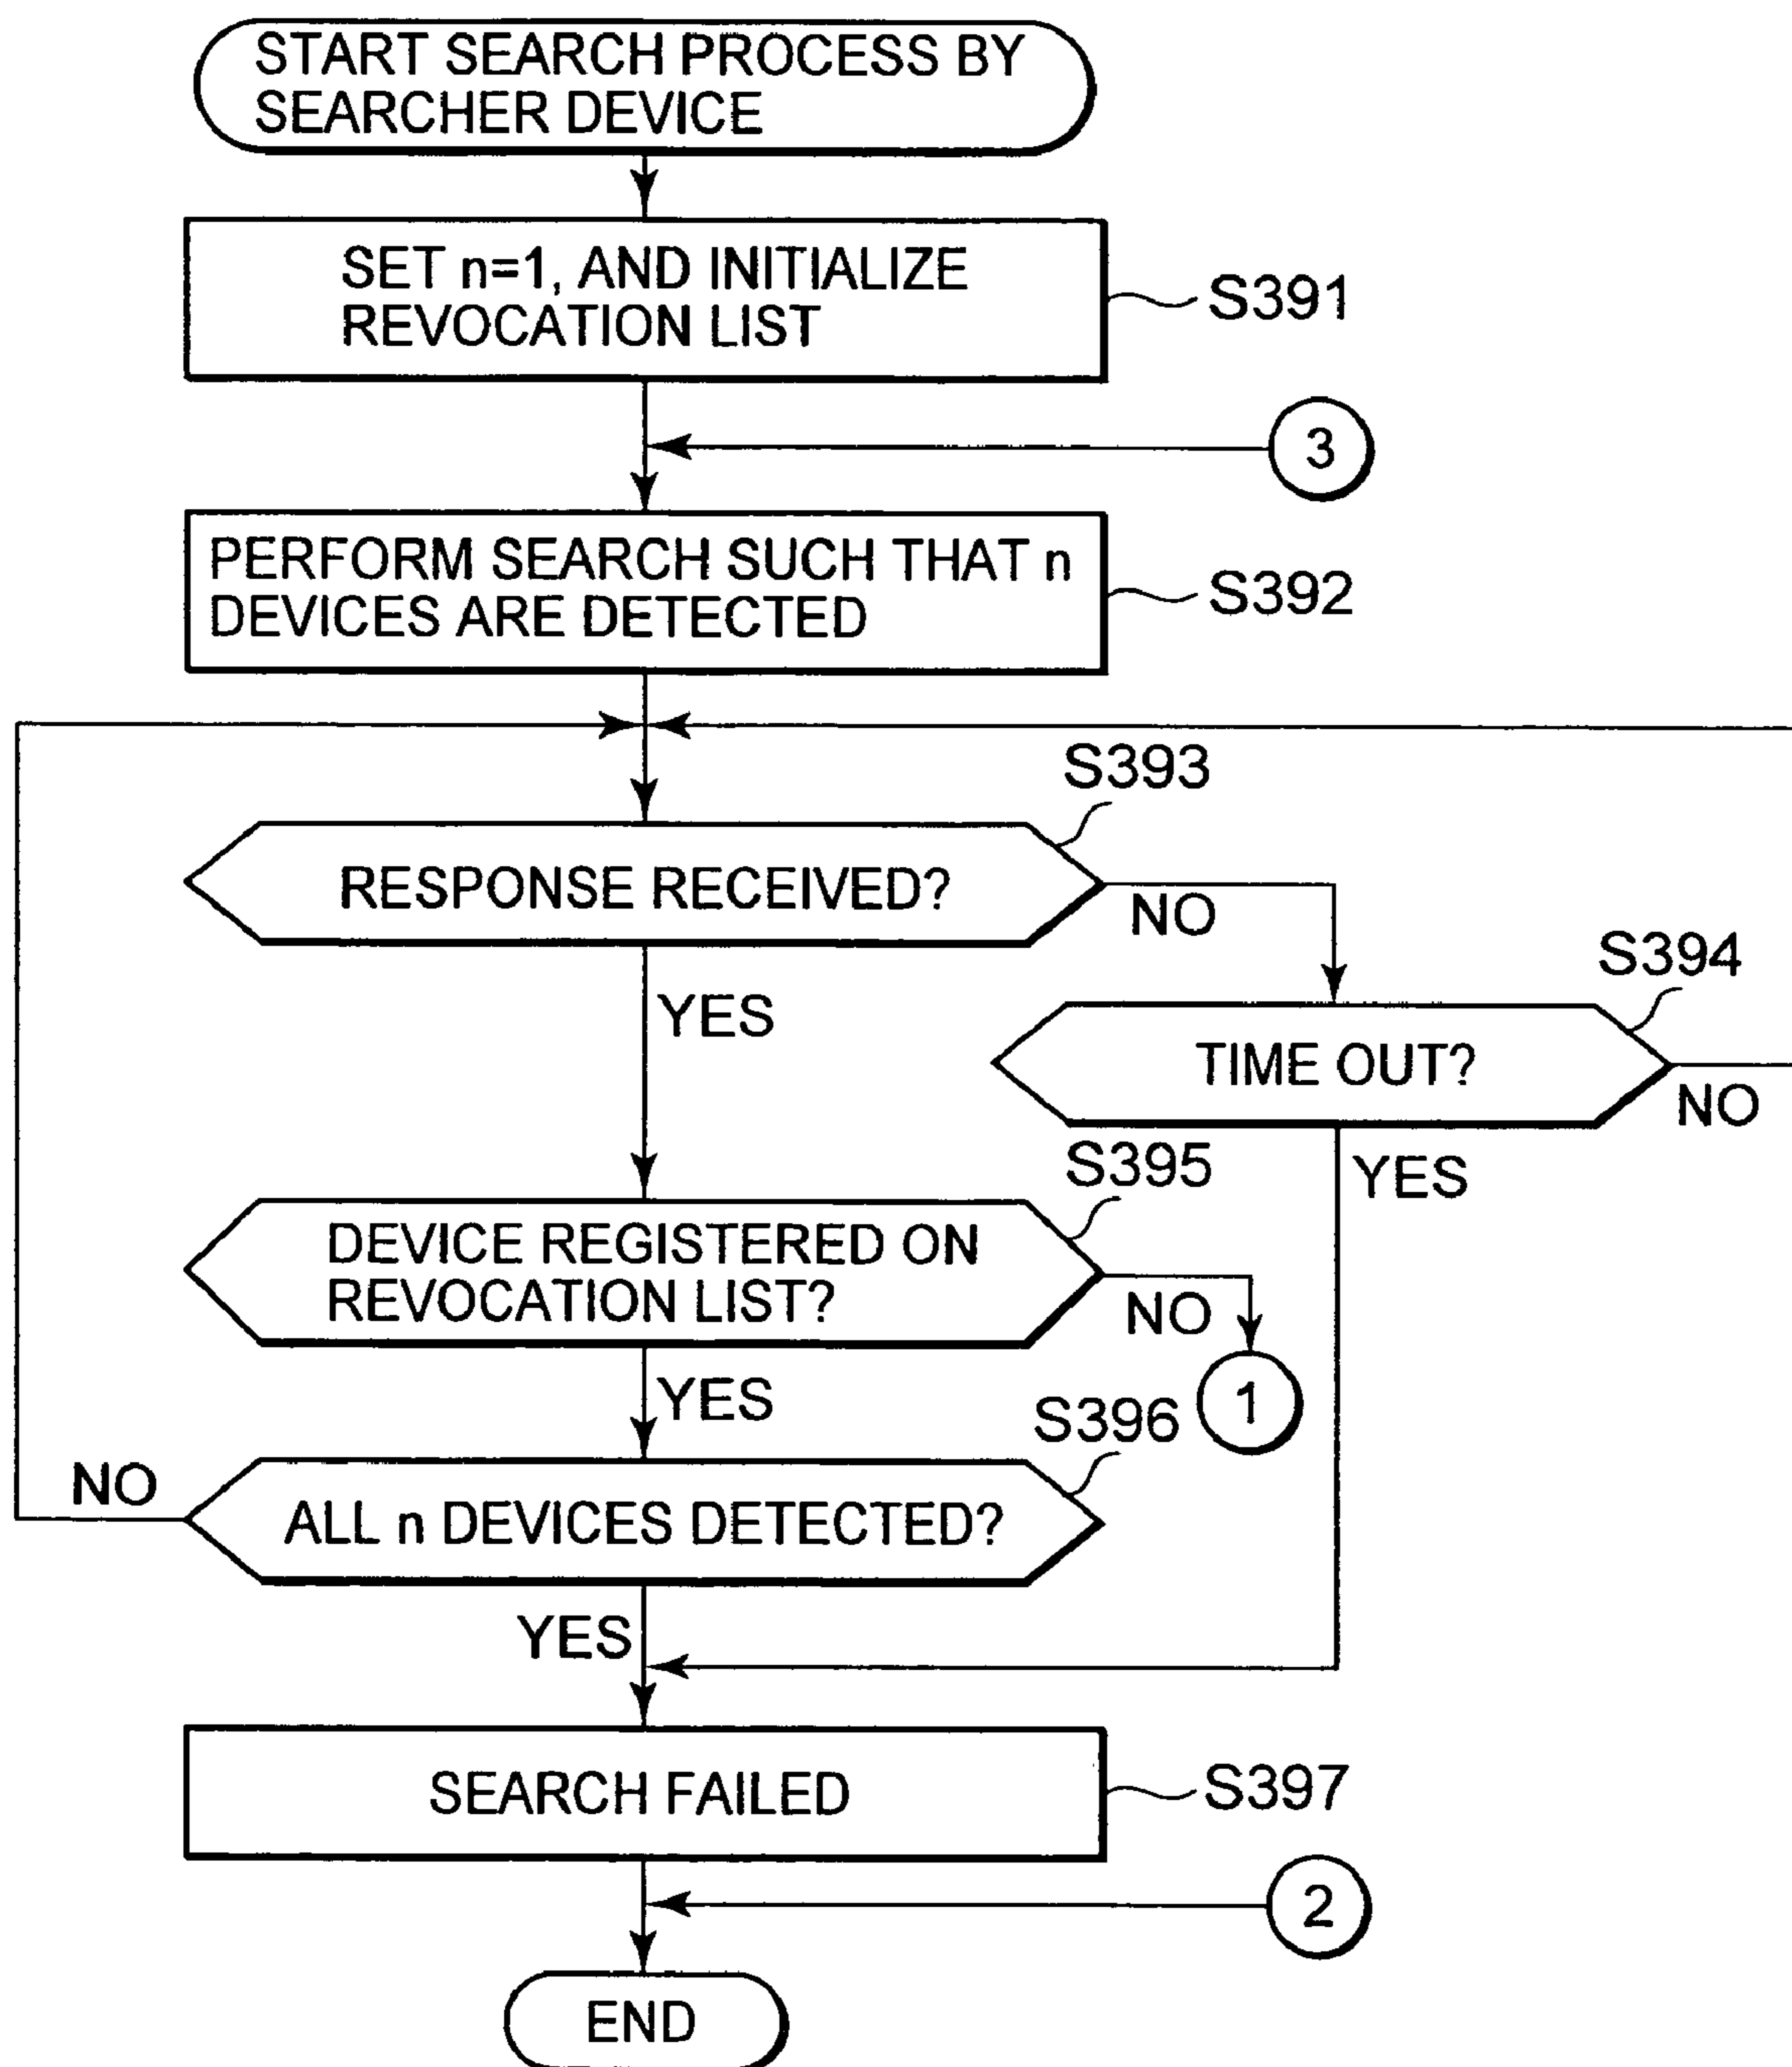 START SEARCH PROCESS BY
SEARCHER DEVICE
SET n=1, AND INITIALIZE
REVOCATION LIST
S391
3
PERFORM SEARCH SUCH THAT n
DEVICES ARE DETECTED
S392
S393
RESPONSE RECEIVED?
NO
S394
YES
TIME OUT?
NO
S395
YES
DEVICE REGISTERED ON
REVOCATION LIST?
NO
1
YES
S396
NO
ALL n DEVICES DETECTED?
YES
SEARCH FAILED
S397
2
END